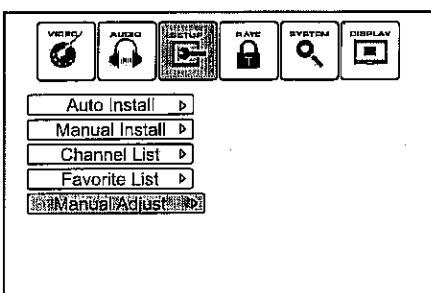 VIDEO AUDIO SETUP RATE SYSTEM DISPLAY
Auto Install
Manual Install
Channel List
Favorite List
Manual Adjust